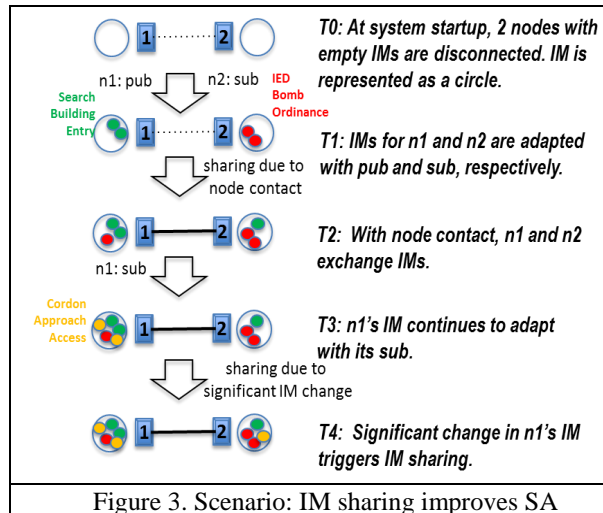 1 2
T0: At system startup, 2 nodes with
empty IMs are disconnected. IM is
represented as a circle.
n1: pub n2: sub
Search
Building
Entry
IED
Bomb
Ordinance
1 2
T1: IMs for n1 and n2 are adapted
with pub and sub, respectively.
sharing due to
node contact
1 2
T2: With node contact, n1 and n2
exchange IMs.
n1: sub
Cordon
Approach
Access
1 2
T3: n1's IM continues to adapt
with its sub.
sharing due to
significant IM change
1 2
T4: Significant change in n1's IM
triggers IM sharing.
Figure 3. Scenario: IM sharing improves SA